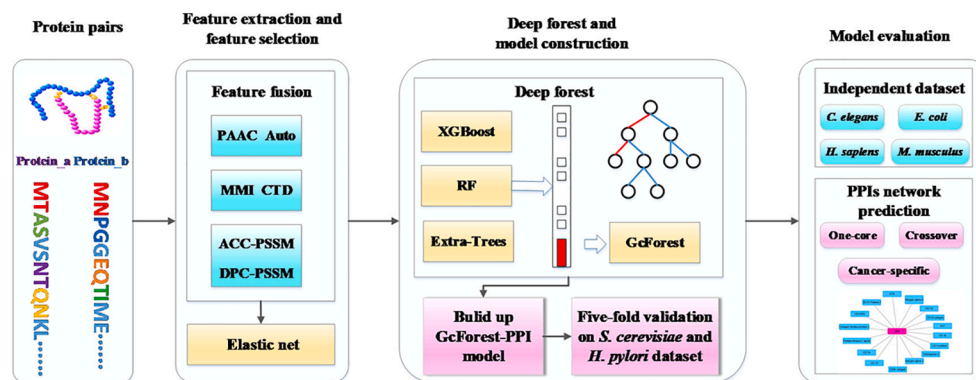 Protein pairs
Protein_a Protein_b
MTASVSNTQNKL
MNPGGEQTIME
Feature extraction and
feature selection
Feature fusion
PAAC Auto
MMI CTD
ACC-PSSM
DPC-PSSM
Elastic net
Deep forest and
model construction
Deep forest
XGBoost
RF
Extra-Trees
GcForest
Bulid up
GcForest-PPI
model
Five-fold validation
on S. cerevisiae and
H. pylori dataset
Model evaluation
Independent dataset
C. elegans
E. coli
H. sapiens
M. musculus
PPIs network
prediction
One-core
Crossover
Cancer-specific